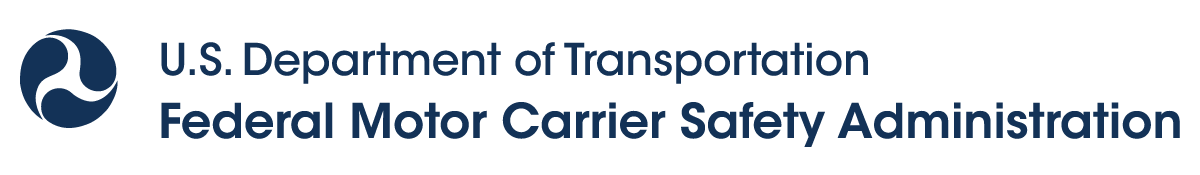 U.S. Department of Transportation
Federal Motor Carrier Safety Administration